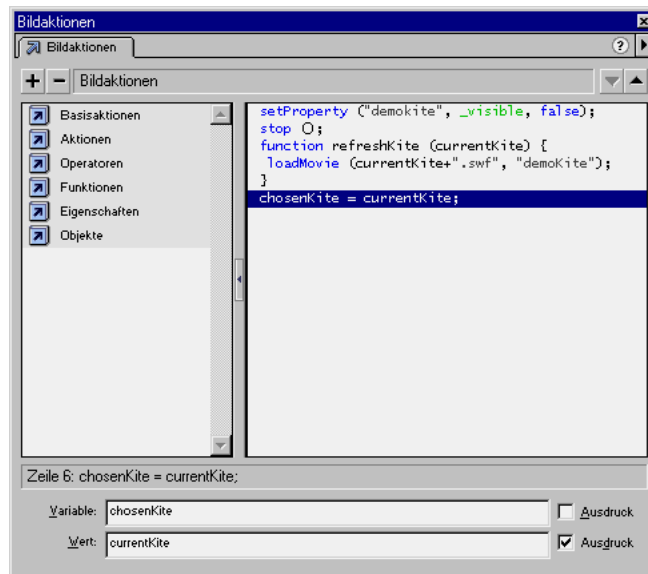 Bildaktionen
Bildaktionen
Bildaktionen
Basisaktionen
Aktionen
Operatoren
Funktionen
Eigenschaften
Objekte
setProperty ("demokite", _visible, false);
stop ();
function refreshKite (currentKite) {
loadMovie (currentKite+".swf", "demoKite");
}
chosenKite = currentKite;
Zeile 6: chosenKite = currentKite;
Variable: chosenKite Ausdruck
Wert: currentKite Ausdruck